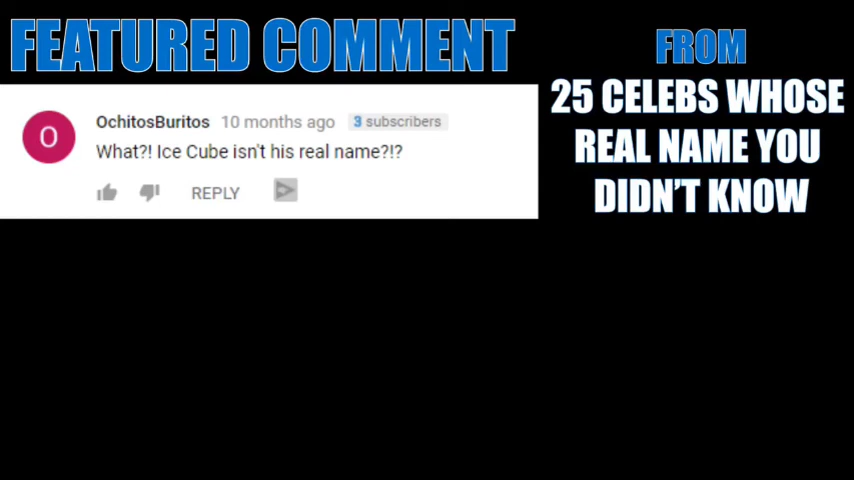 FEATURED COMMENT
FROM
25 CELEBS WHOSE
REAL NAME YOU
DIDN'T KNOW
O
OchitosBuritos 10 months ago 3 subscribers
What?! Ice Cube isn't his real name?!?
REPLY